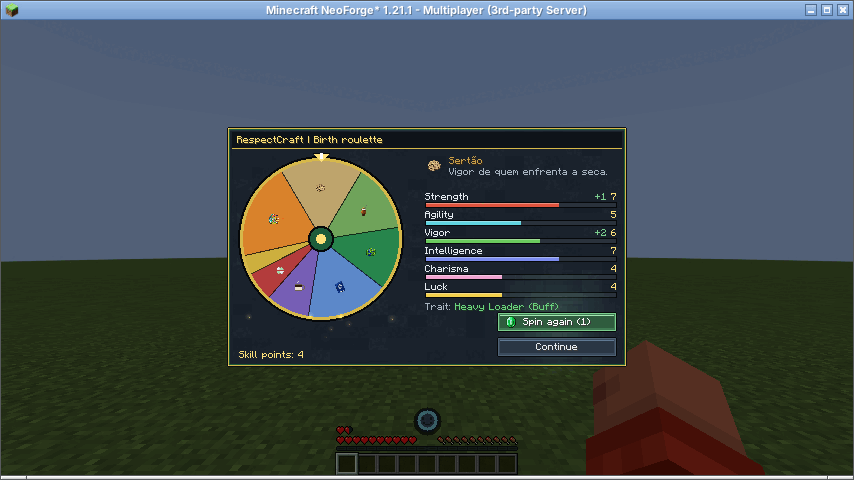 Minecraft NeoForge* 1.21.1 - Multiplayer (3rd-party Server)
RespectCraft | Birth roulette
Sertão
Vigor de quem enfrenta a seca.
Strength +1 7
Agility 5
Vigor +2 6
Intelligence 7
Charisma 4
Luck 4
Trait: Heavy Loader (Buff)
Spin again (1)
Continue
Skill points: 4